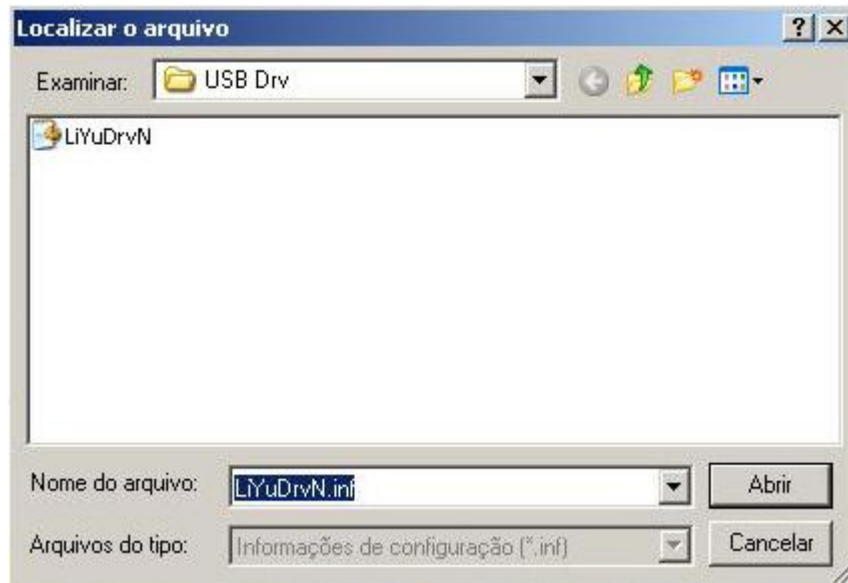 Localizar o arquivo
Examinar: USB Drv
LiYuDrvN
Nome do arquivo: LiYuDrvN.inf Abrir
Arquivos do tipo: Informações de configuração (*.inf) Cancelar